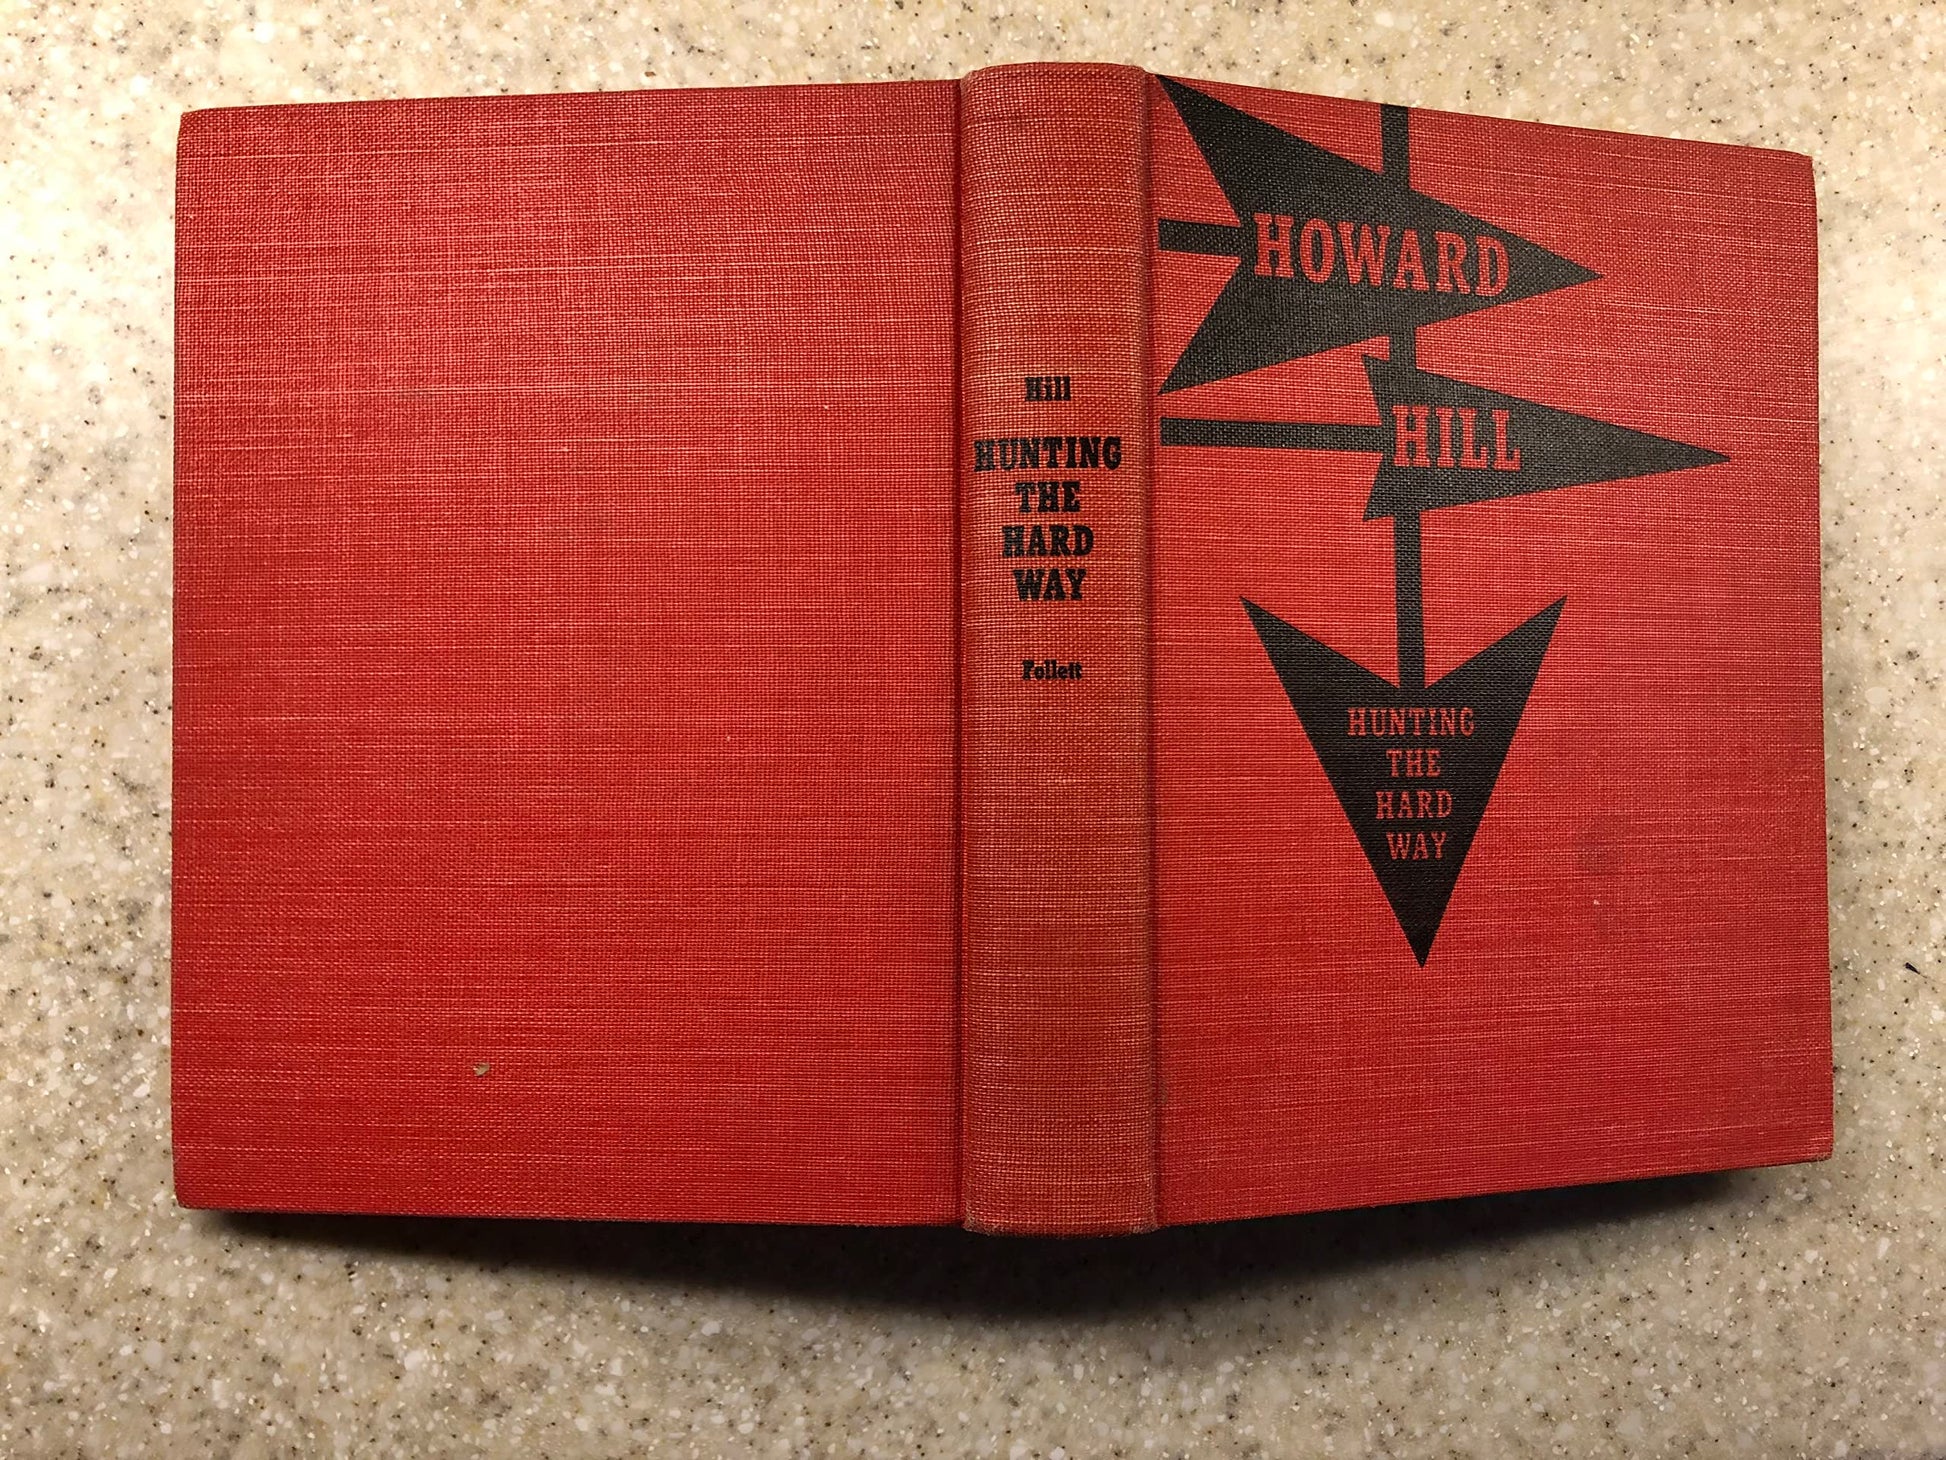 Hill
HUNTING
THE
HARD
WAY
Follett
HOWARD
HILL
HUNTING
THE
HARD
WAY